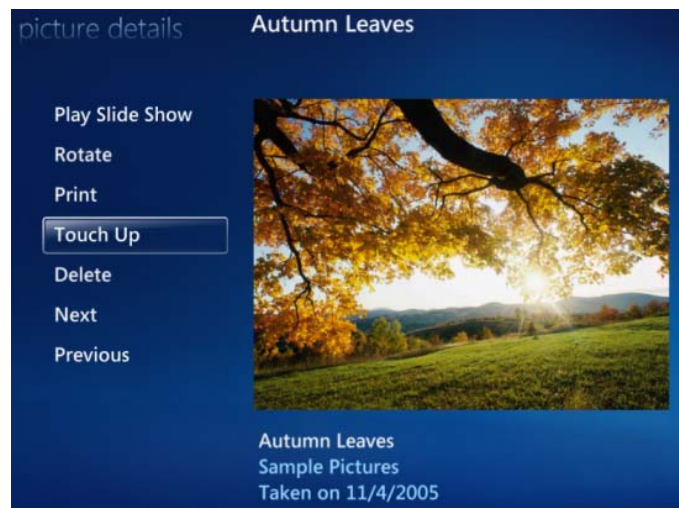 picture details
Autumn Leaves
Play Slide Show
Rotate
Print
Touch Up
Delete
Next
Previous
Autumn Leaves
Sample Pictures
Taken on 11/4/2005